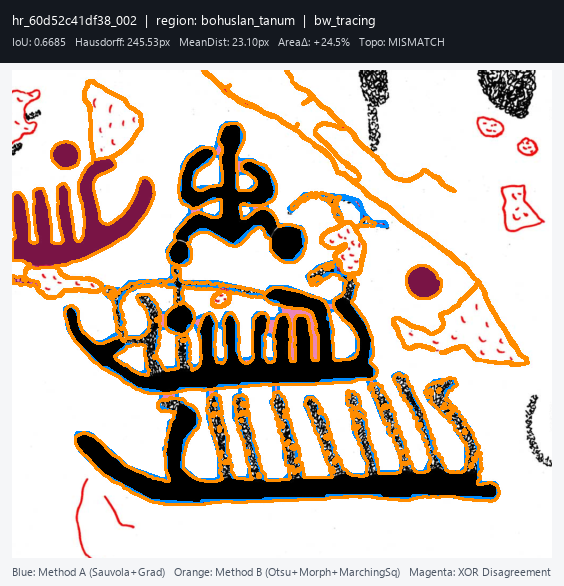 hr_60d52c41df38_002 | region: bohuslan_tanum | bw_tracing
IoU: 0.6685 Hausdorff: 245.53px MeanDist: 23.10px AreaΔ: +24.5% Topo: MISMATCH
Blue: Method A (Sauvola+Grad) Orange: Method B (Otsu+Morph+MarchingSq) Magenta: XOR Disagreement